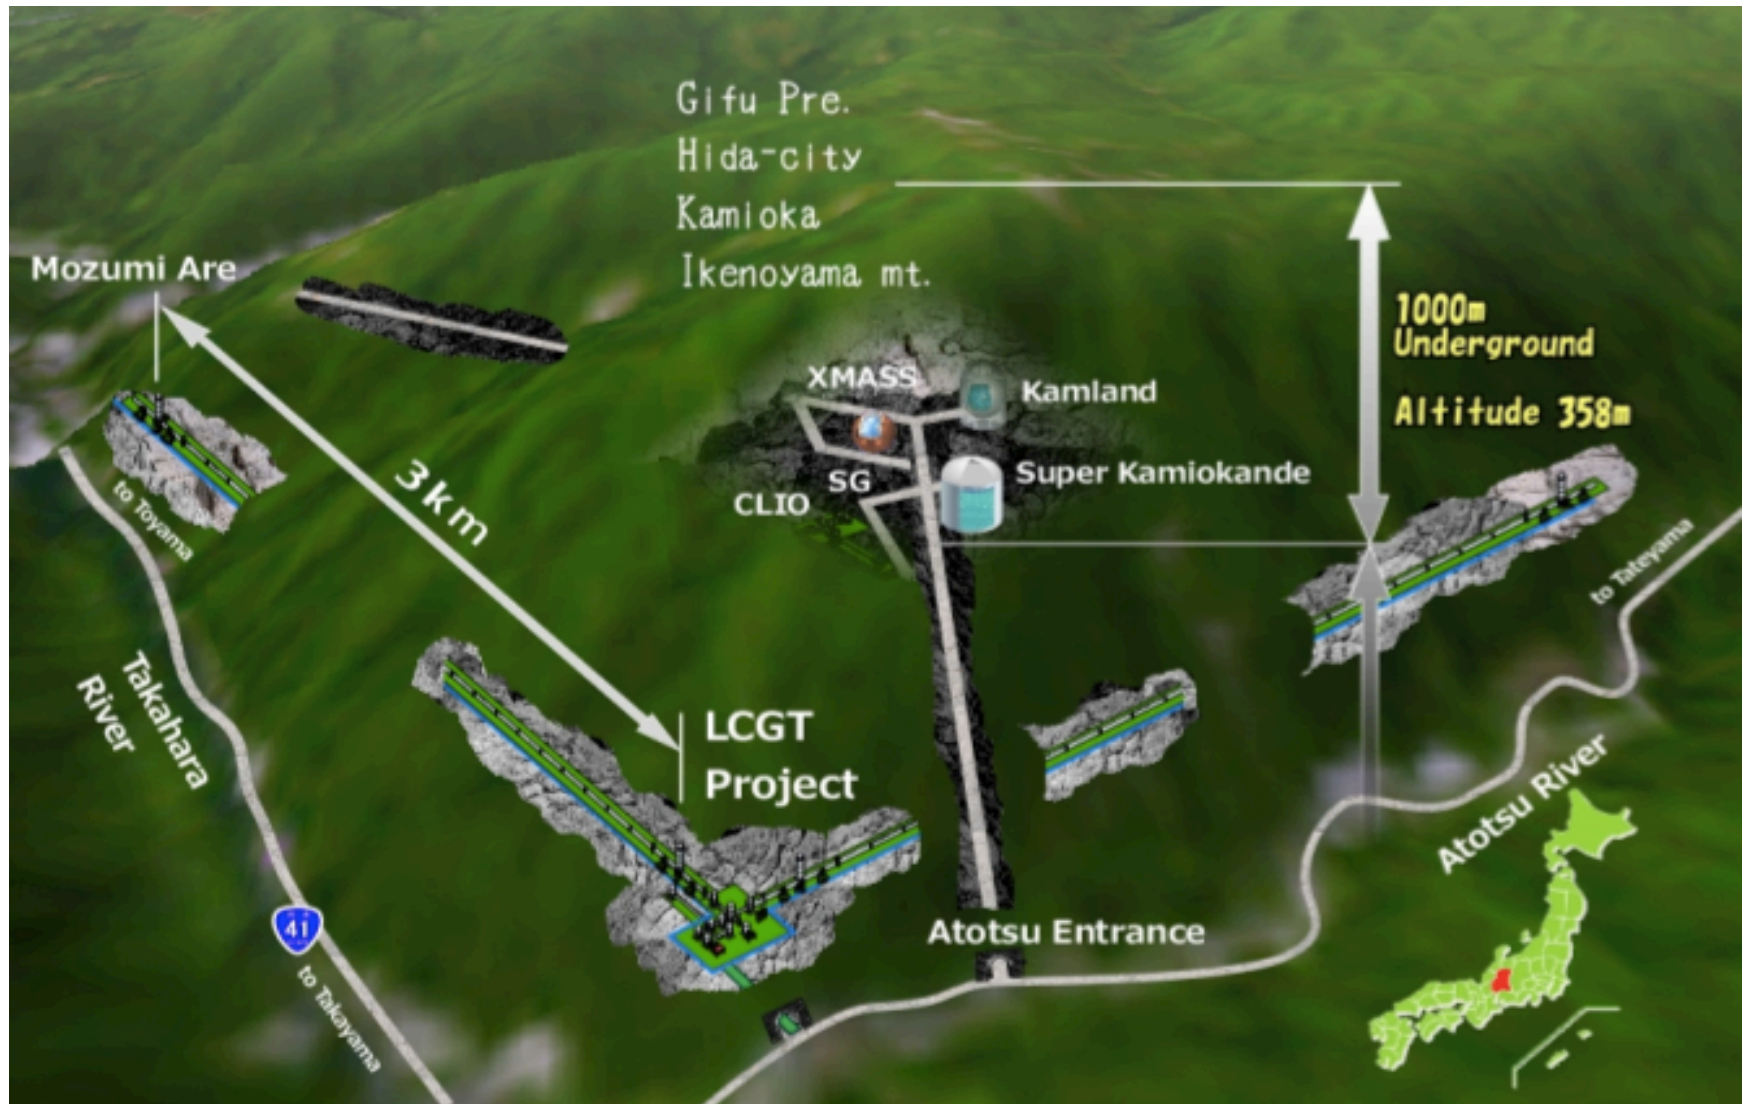 Gifu Pre.
Hida-city
Kamioka
Ikenoyama mt.
Mozumi Are
1000m
Underground
Altitude 358m
XMASS
Kamland
Super Kamiokande
SG
CLIO
3km
to Toyama
to Tateyama
Takahara
River
LCGT
Project
Atotsu River
41
Atotsu Entrance
to Takayama